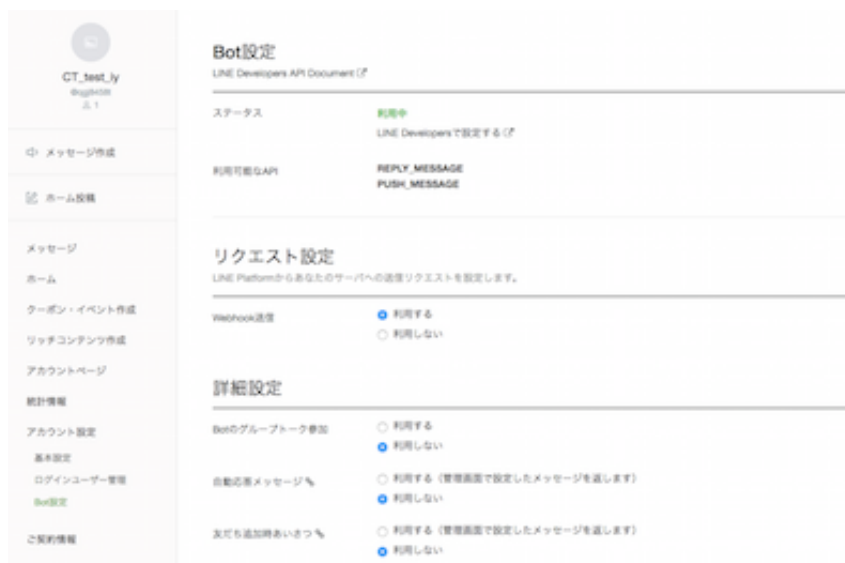 CT_test_iy
1
メッセージ作成
ホーム投稿
メッセージ
ホーム
クーポン・イベント作成
リッチコンテンツ作成
アカウントページ
統計情報
アカウント設定
基本設定
ログインユーザー管理
Bot設定
ご契約情報
Bot設定
LINE Developers API Document
ステータス 利用中
LINE Developersで設定する
利用可能なAPI REPLY_MESSAGE
PUSH_MESSAGE
リクエスト設定
LINE Platformからあなたのサーバへの送信リクエストを設定します。
Webhook送信 利用する
利用しない
詳細設定
Botのグループトーク参加 利用する
利用しない
自動応答メッセージ 利用する（管理画面で設定したメッセージを返します）
利用しない
友だち追加時あいさつ 利用する（管理画面で設定したメッセージを返します）
利用しない